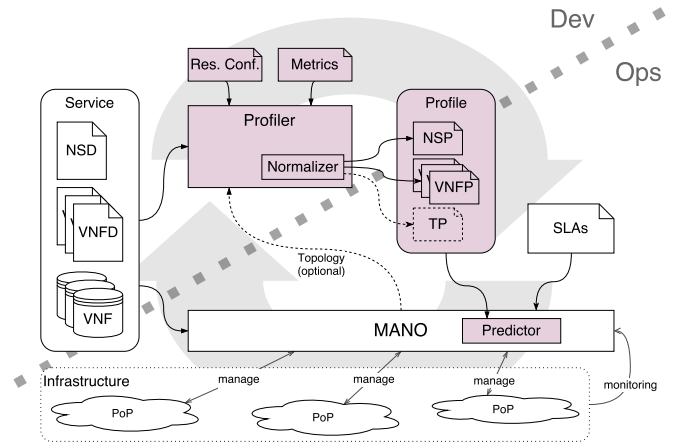 Dev
Ops
Res. Conf.
Metrics
Service
NSD
V
V
VNFD
VNF
Profiler
Normalizer
Profile
NSP
V
V
VNFP
TP
SLAs
Topology
(optional)
MANO
Predictor
Infrastructure
manage
manage
manage
monitoring
PoP
PoP
PoP